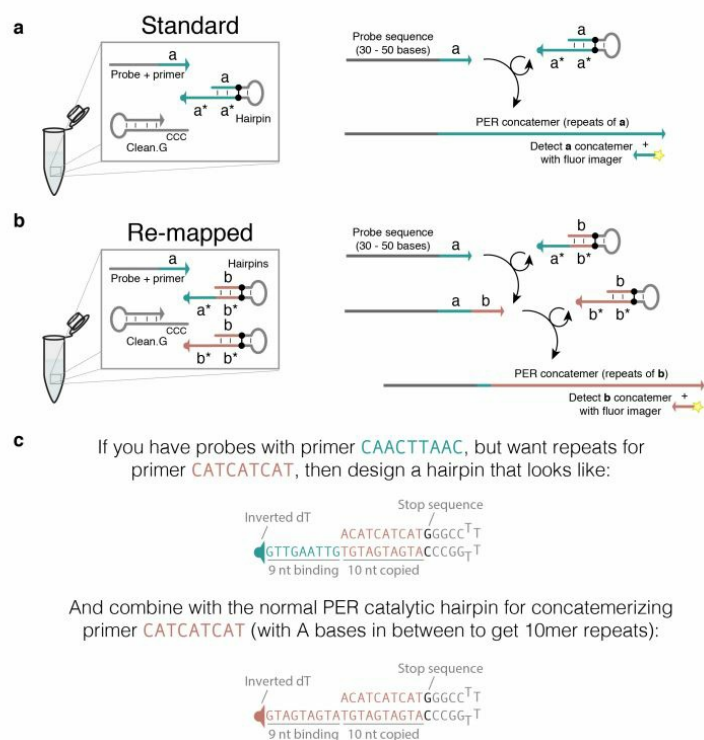 a
Standard
a
Probe + primer
a
a* a*
Hairpin
CCC
Clean.G
Probe sequence
(30 - 50 bases)
a
a
a* a*
PER concatemer (repeats of a)
Detect a concatemer
with fluor imager
+
b
Re-mapped
a
Probe + primer
Hairpins
b
a* b*
b
b* b*
CCC
Clean.G
Probe sequence
(30 - 50 bases)
a
b
a* b*
a b
b
b* b*
PER concatemer (repeats of b)
Detect b concatemer
with fluor imager
+
c
If you have probes with primer CAACTTAAC, but want repeats for
primer CATCATCAT, then design a hairpin that looks like:
Stop sequence
Inverted dT
ACATCATCATGGGCCTT
GTTGAATTGTGTAGTAGTACCCGGTT
9 nt binding 10 nt copied
And combine with the normal PER catalytic hairpin for concatemerizing
primer CATCATCAT (with A bases in between to get 10mer repeats):
Stop sequence
Inverted dT
ACATCATCATGGGCCTT
GTAGTAGTATGTAGTAGTACCCGGTT
9 nt binding 10 nt copied